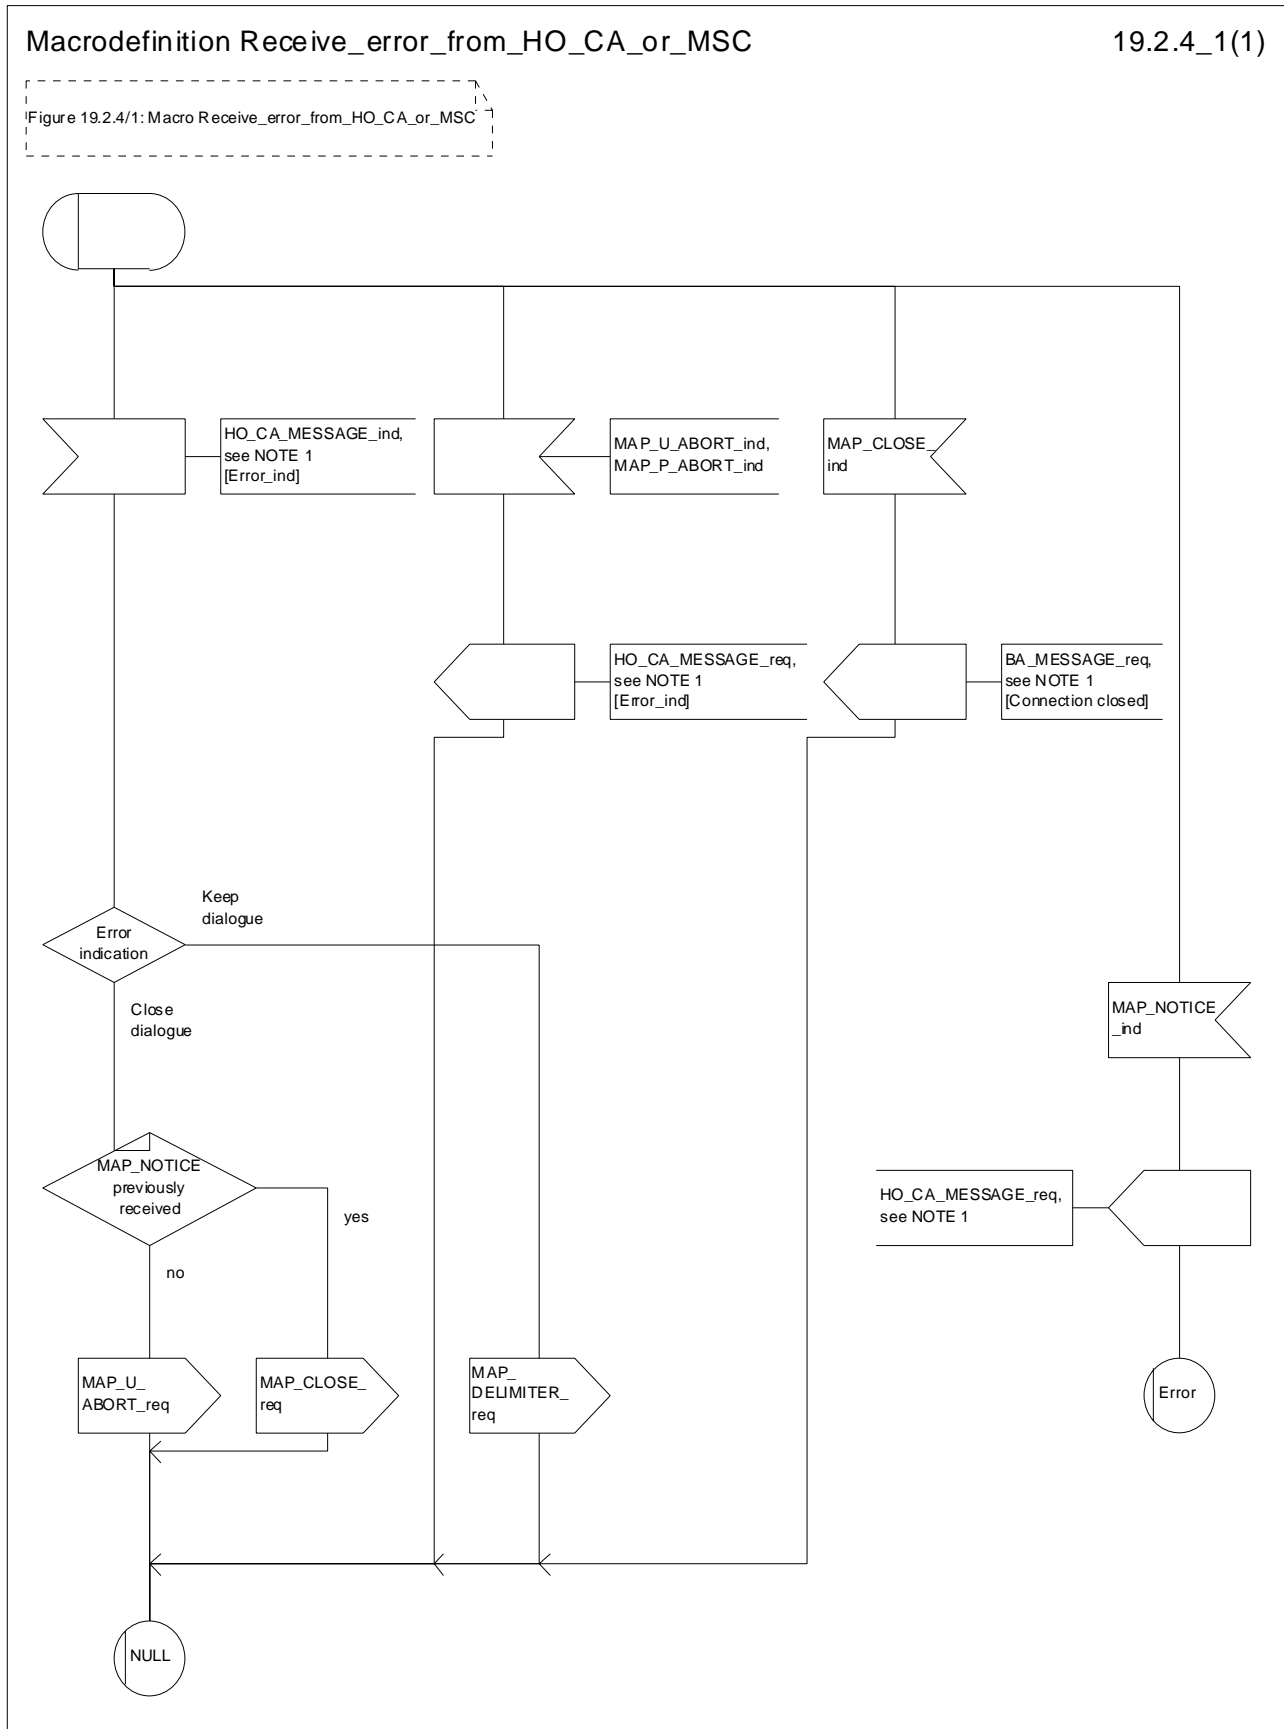 Macrodefinition Receive_error_from_HO_CA_or_MSC
19.2.4_1(1)
Figure 19.2.4/1: Macro Receive_error_from_HO_CA_or_MSC
HO_CA_MESSAGE_ind,
see NOTE 1
[Error_ind]
MAP_U_ABORT_ind,
MAP_P_ABORT_ind
MAP_CLOSE_
ind
HO_CA_MESSAGE_req,
see NOTE 1
[Error_ind]
BA_MESSAGE_req,
see NOTE 1
[Connection closed]
Keep
dialogue
Error
indication
Close
dialogue
MAP_NOTICE
_ind
MAP_NOTICE
previously
received
yes
HO_CA_MESSAGE_req,
see NOTE 1
no
MAP_U_
ABORT_req
MAP_CLOSE_
req
MAP_
DELIMITER_
req
Error
NULL